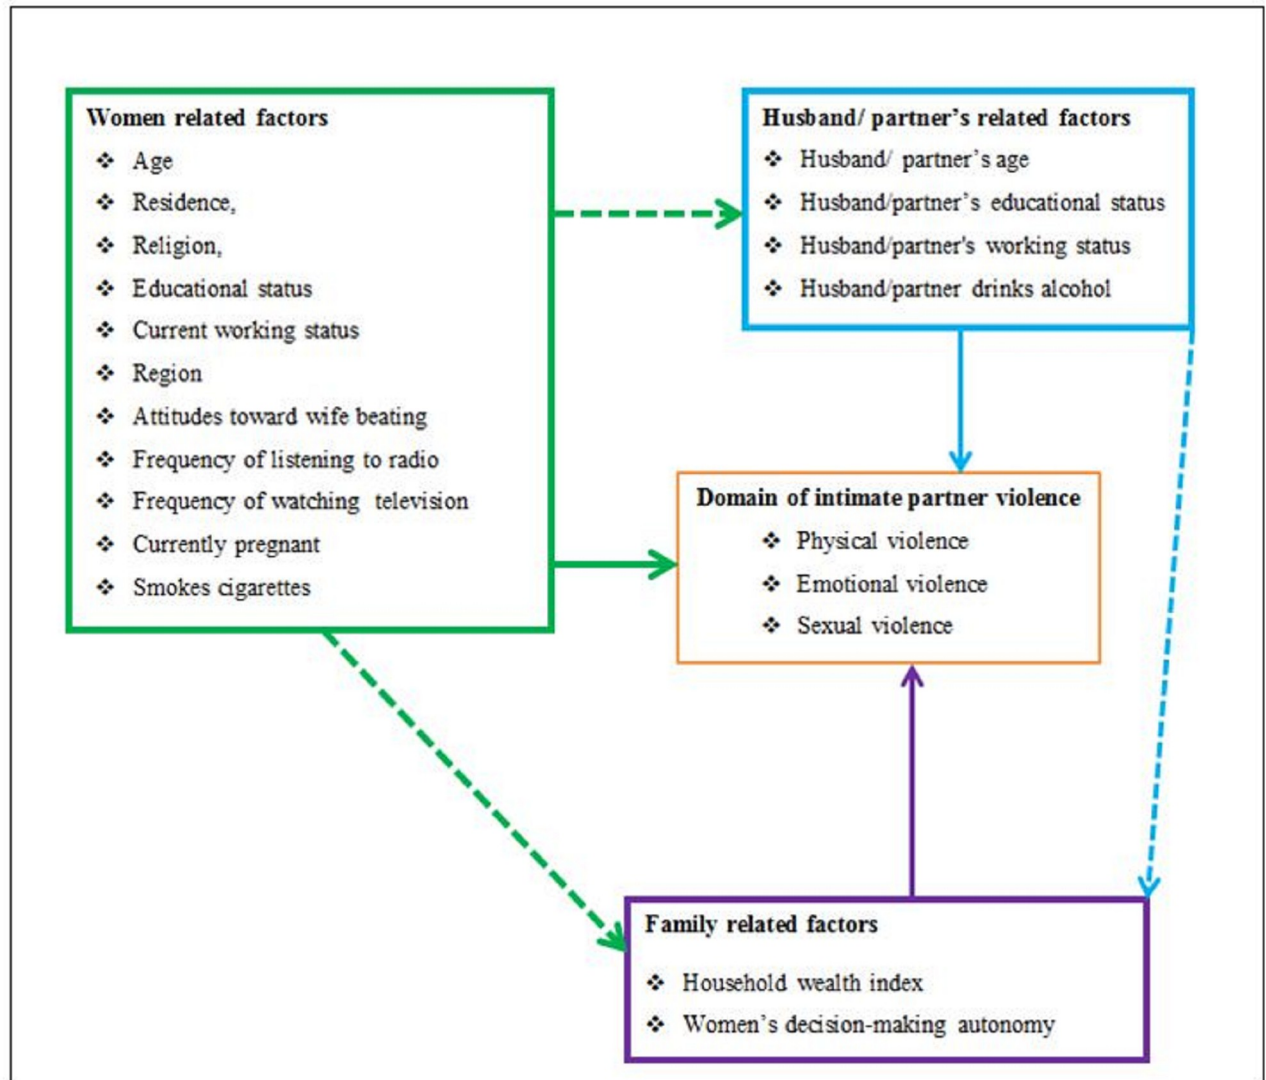 Women related factors
❖ Age
❖ Residence,
❖ Religion,
❖ Educational status
❖ Current working status
❖ Region
❖ Attitudes toward wife beating
❖ Frequency of listening to radio
❖ Frequency of watching television
❖ Currently pregnant
❖ Smokes cigarettes
Husband/ partner’s related factors
❖ Husband/ partner’s age
❖ Husband/partner’s educational status
❖ Husband/partner's working status
❖ Husband/partner drinks alcohol
Domain of intimate partner violence
❖ Physical violence
❖ Emotional violence
❖ Sexual violence
Family related factors
❖ Household wealth index
❖ Women’s decision-making autonomy